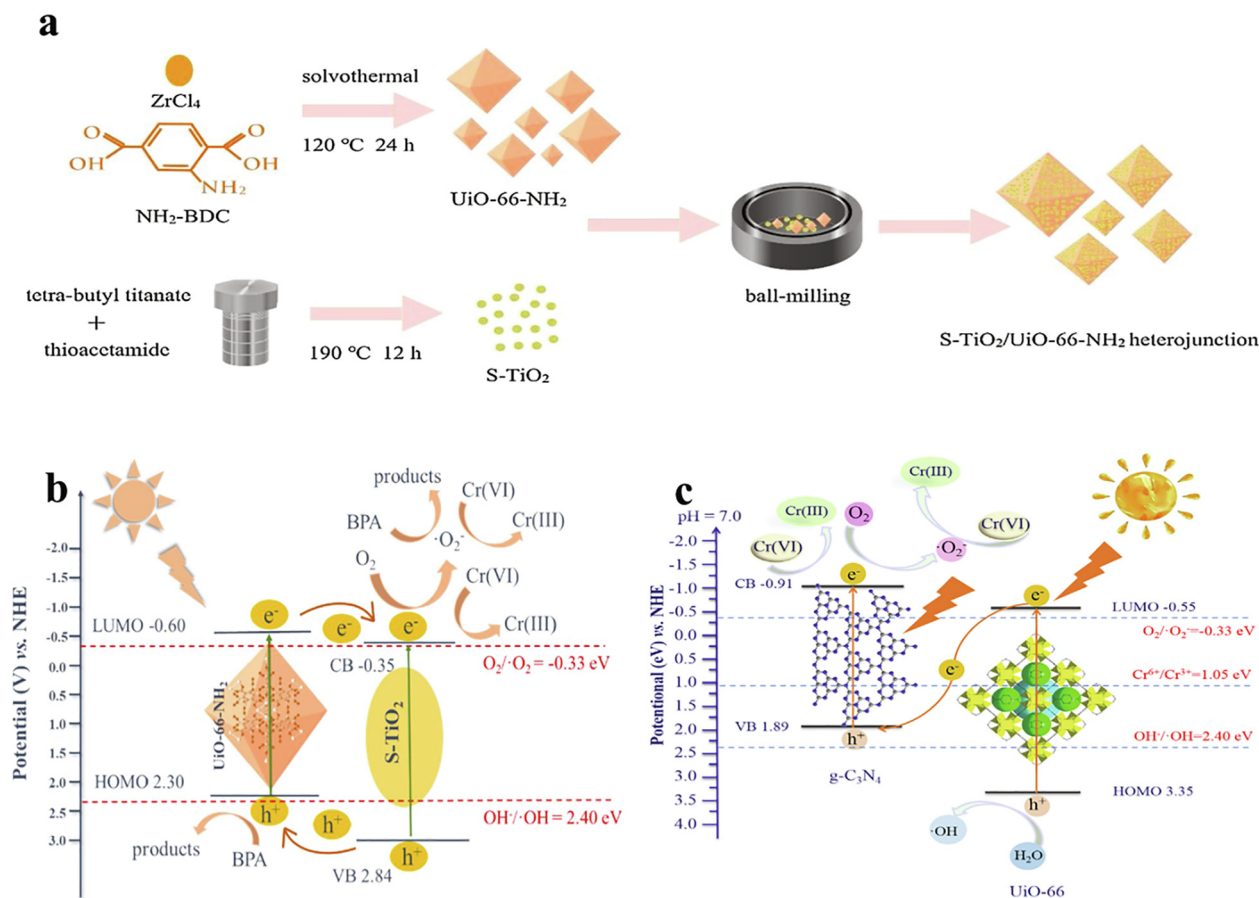 a
ZrCl₄
NH₂
O
OH
O
OH
NH₂-BDC
solvothermal
120 ℃ 24 h
UiO-66-NH₂
tetra-butyl titanate
+
thioacetamide
190 ℃ 12 h
S-TiO₂
ball-milling
S-TiO₂/UiO-66-NH₂ heterojunction
b
Potential (V) vs. NHE
-2.0
-1.5
-1.0
-0.5
0.0
0.5
1.0
1.5
2.0
2.5
3.0
products
Cr(VI)
BPA
Cr(III)
·O₂⁻
O₂
Cr(VI)
Cr(III)
e⁻
e⁻
e⁻
LUMO -0.60
CB -0.35
O₂/·O₂⁻ = -0.33 eV
UiO-66-NH₂
S-TiO₂
HOMO 2.30
h⁺
h⁺
h⁺
OH⁻/·OH = 2.40 eV
products
BPA
VB 2.84
c
pH = 7.0
Potential (eV) vs. NHE
-2.0
-1.5
-1.0
-0.5
0.0
0.5
1.0
1.5
2.0
2.5
3.0
3.5
4.0
Cr(III)
Cr(III)
O₂
Cr(VI)
Cr(VI)
·O₂⁻
e⁻
CB -0.91
e⁻
LUMO -0.55
O₂/·O₂⁻=-0.33 eV
e⁻
Cr⁶⁺/Cr³⁺=1.05 eV
VB 1.89
h⁺
OH⁻/·OH=2.40 eV
g-C₃N₄
HOMO 3.35
h⁺
·OH
H₂O
UiO-66